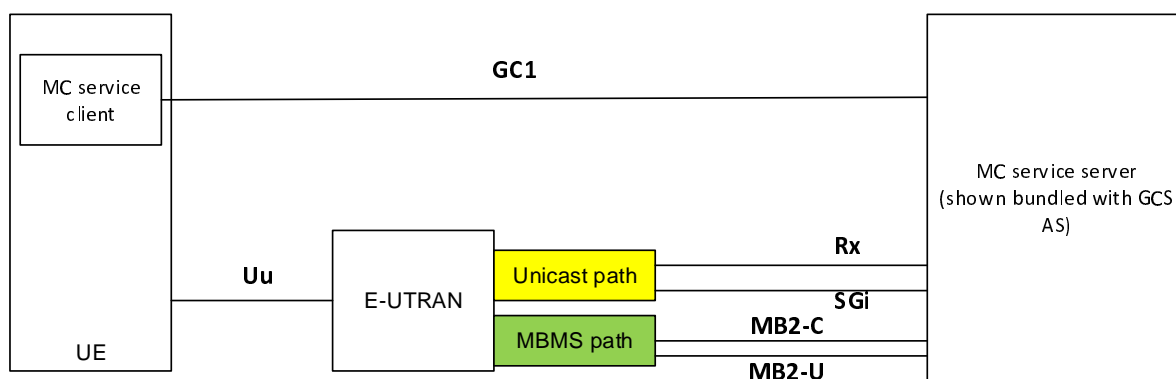 GC1
MC service
client
MC service server
(shown bundled with GCS
AS)
Rx
Uu
Unicast path
E-UTRAN
SGi
MB2-C
MBMS path
UE
MB2-U